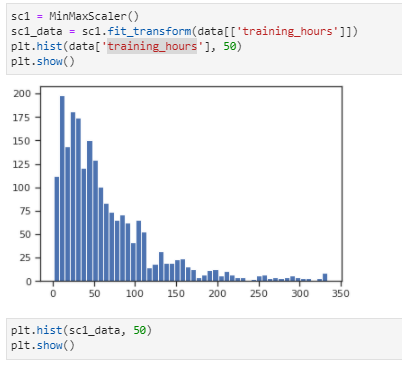 sc1 = MinMaxScaler()
sc1_data = sc1.fit_transform(data[['training_hours']])
plt.hist(data['training_hours'], 50)
plt.show()
200
175
150
125
100
75
50
25
0
0 50 100 150 200 250 300 350
plt.hist(sc1_data, 50)
plt.show()